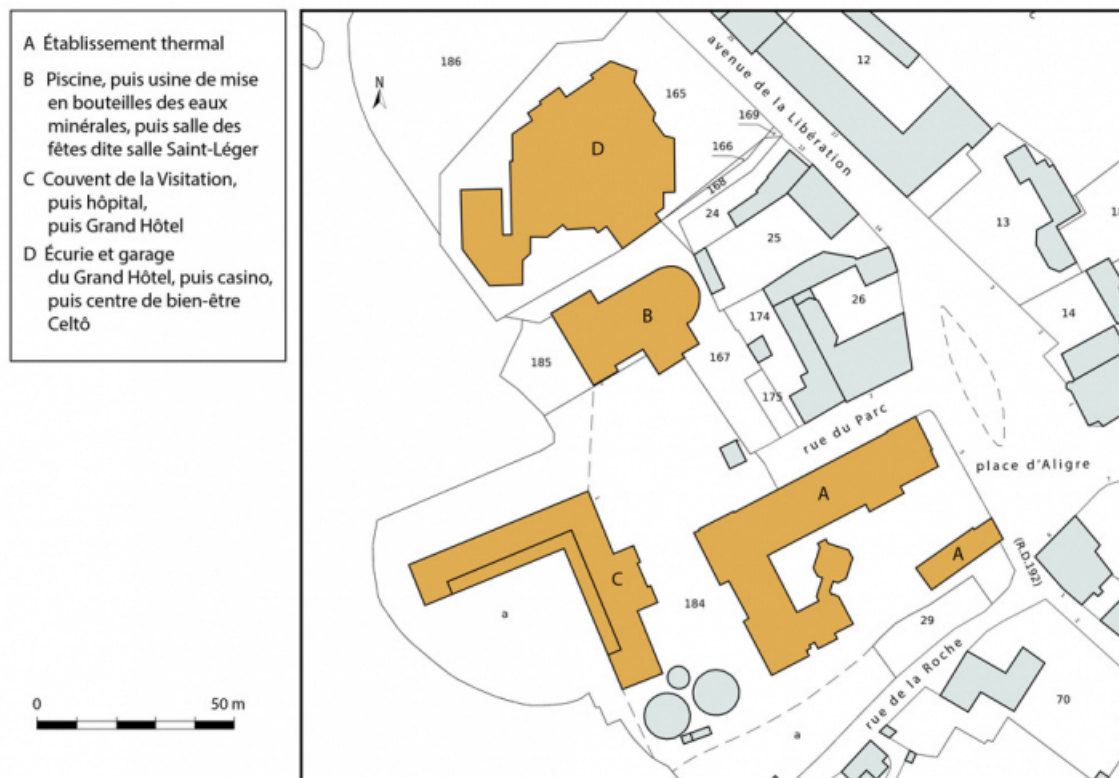 A Établissement thermal
B Piscine, puis usine de mise
en bouteilles des eaux
minérales, puis salle des
fêtes dite salle Saint-Léger
C Couvent de la Visitation,
puis hôpital,
puis Grand Hôtel
D Écurie et garage
du Grand Hôtel, puis casino,
puis centre de bien-être
Celtô
0 50 m
N
186
165
169
166
168
24
25
avenue de la Libération
12
c
13
14
D
B
185
167
174
175
26
rue du Parc
place d'Aligre
A
A
(R.D.192)
C
184
a
29
rue de la Roche
70
a